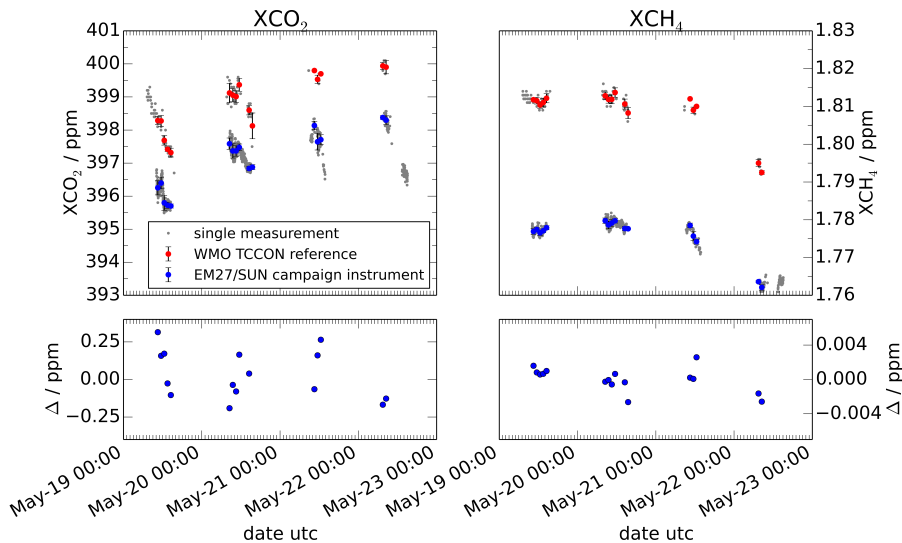 XCO₂
XCH₄
401
400
399
398
397
396
395
394
393
XCO₂ / ppm
single measurement
WMO TCCON reference
EM27/SUN campaign instrument
1.83
1.82
1.81
1.80
1.79
1.78
1.77
1.76
XCH₄ / ppm
0.25
0.00
−0.25
Δ / ppm
0.004
0.000
−0.004
Δ / ppm
May-19 00:00
May-20 00:00
May-21 00:00
May-22 00:00
May-23 00:00
May-19 00:00
May-20 00:00
May-21 00:00
May-22 00:00
May-23 00:00
date utc
date utc